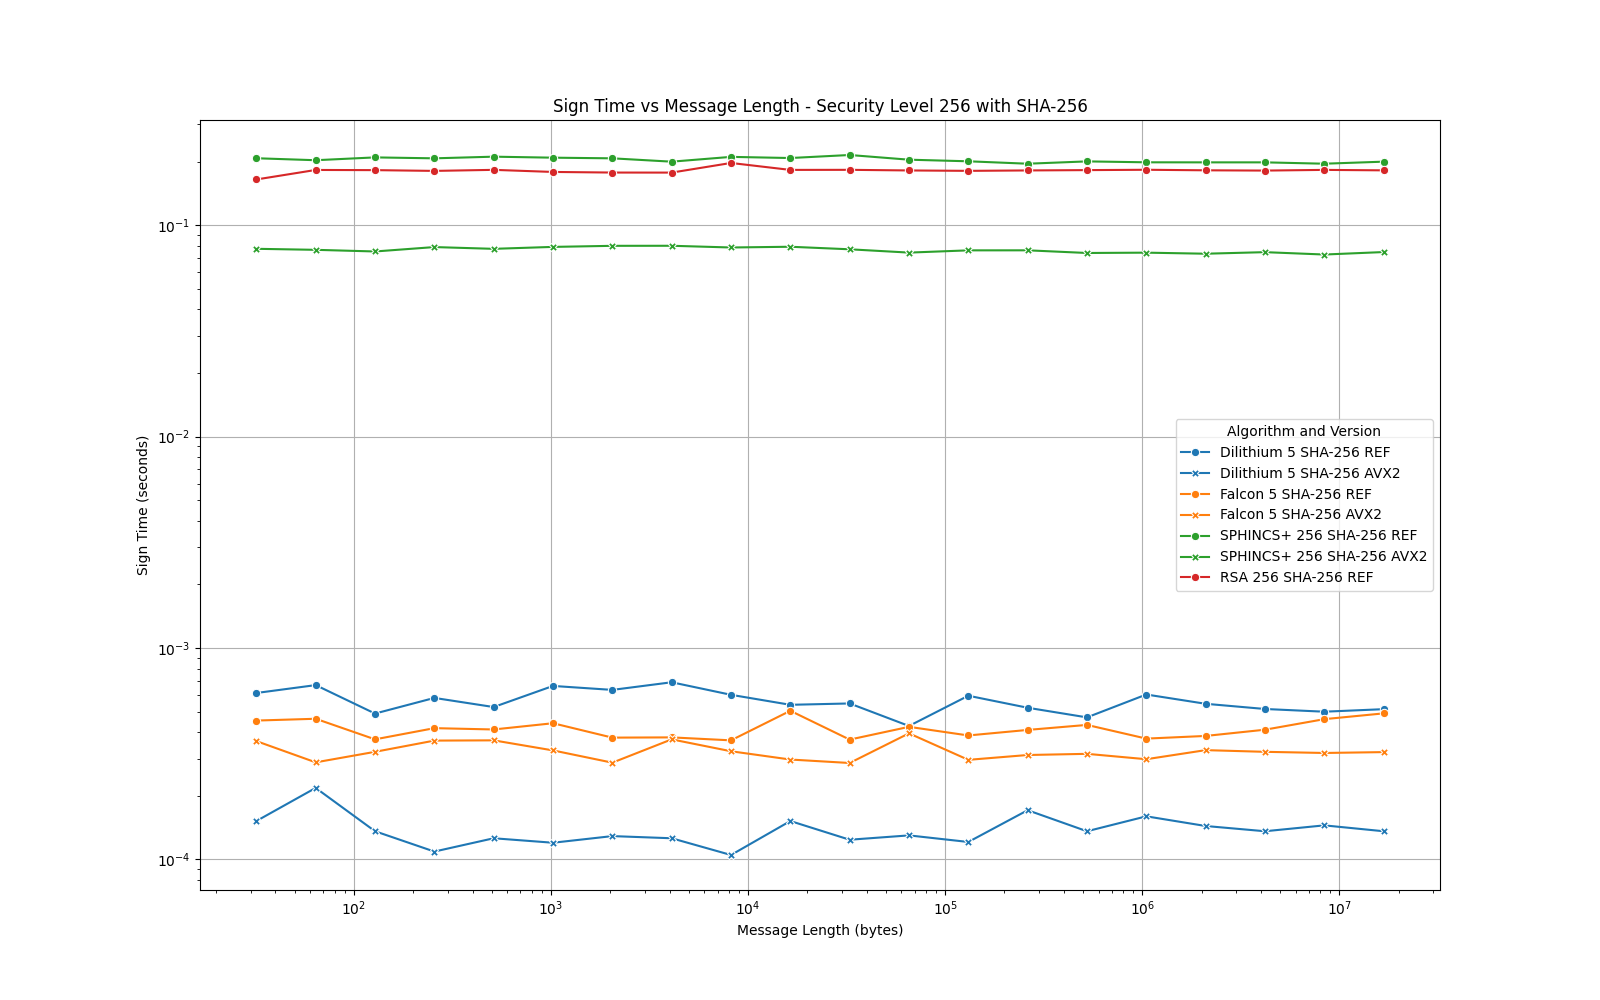 Sign Time vs Message Length - Security Level 256 with SHA-256
Sign Time (seconds)
10⁻¹
10⁻²
10⁻³
10⁻⁴
Algorithm and Version
Dilithium 5 SHA-256 REF
Dilithium 5 SHA-256 AVX2
Falcon 5 SHA-256 REF
Falcon 5 SHA-256 AVX2
SPHINCS+ 256 SHA-256 REF
SPHINCS+ 256 SHA-256 AVX2
RSA 256 SHA-256 REF
10² 10³ 10⁴ 10⁵ 10⁶ 10⁷
Message Length (bytes)